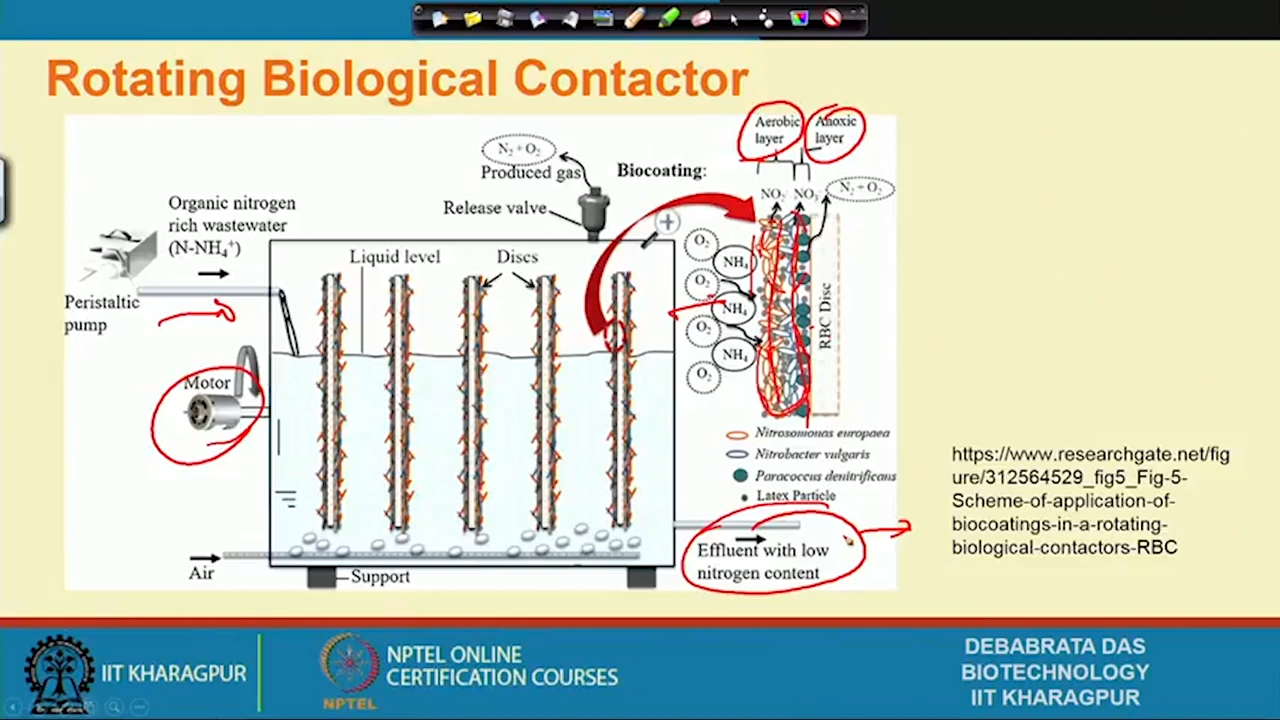 Rotating Biological Contactor
Aerobic
layer
Anoxic
layer
N2 + O2
Produced gas
Biocoating:
Organic nitrogen
rich wastewater
(N-NH4+)
Release valve
NO2-
NO3-
N2 + O2
Liquid level
Discs
O2
NH4
O2
NH4
O2
NH4
O2
RBC Disc
Peristaltic
pump
Motor
Nitrosomonas europaea
Nitrobacter vulgaris
Paracoccus denitrificans
Latex Particle
https://www.researchgate.net/fig
ure/312564529_fig5_Fig-5-
Scheme-of-application-of-
biocoatings-in-a-rotating-
biological-contactors-RBC
Effluent with low
nitrogen content
Air
Support
IIT KHARAGPUR
NPTEL
NPTEL ONLINE
CERTIFICATION COURSES
DEBABRATA DAS
BIOTECHNOLOGY
IIT KHARAGPUR